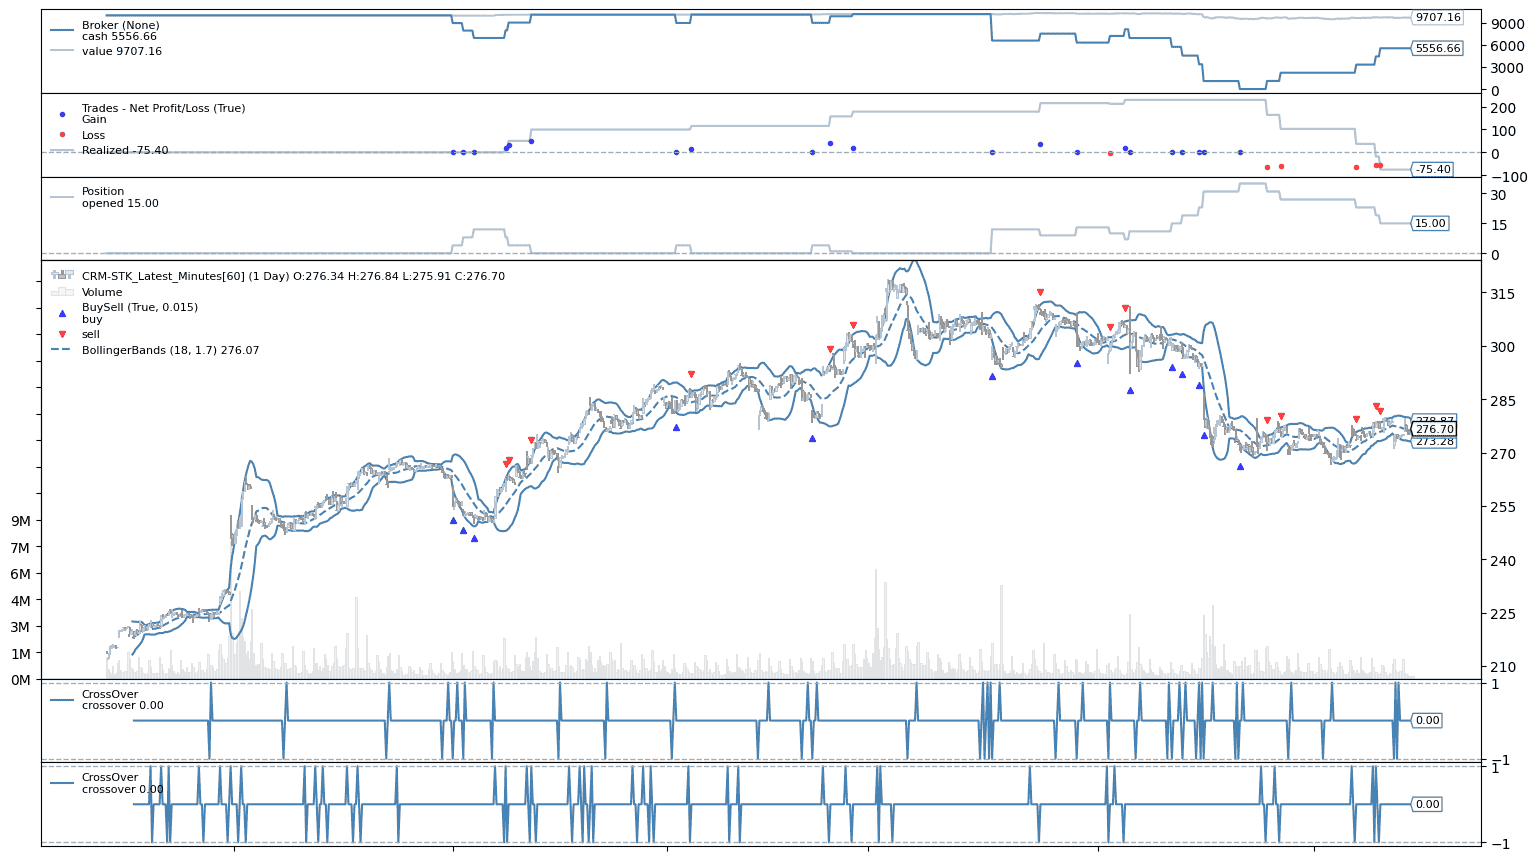 Broker (None)
cash 5556.66
value 9707.16
9707.16
5556.66
9000
6000
3000
0
Trades - Net Profit/Loss (True)
Gain
Loss
Realized -75.40
-75.40
200
100
0
−100
Position
opened 15.00
15.00
30
15
0
CRM-STK_Latest_Minutes[60] (1 Day) O:276.34 H:276.84 L:275.91 C:276.70
Volume
BuySell (True, 0.015)
buy
sell
BollingerBands (18, 1.7) 276.07
278.87
276.70
273.28
315
300
285
270
255
240
225
210
9M
7M
6M
4M
3M
1M
0M
CrossOver
crossover 0.00
0.00
1
−1
CrossOver
crossover 0.00
0.00
1
−1